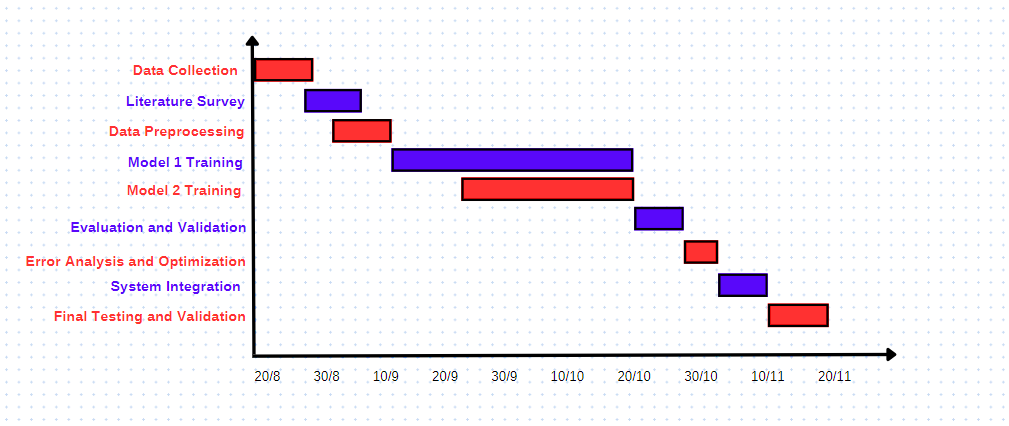 Data Collection
Literature Survey
Data Preprocessing
Model 1 Training
Model 2 Training
Evaluation and Validation
Error Analysis and Optimization
System Integration
Final Testing and Validation
20/8 30/8 10/9 20/9 30/9 10/10 20/10 30/10 10/11 20/11